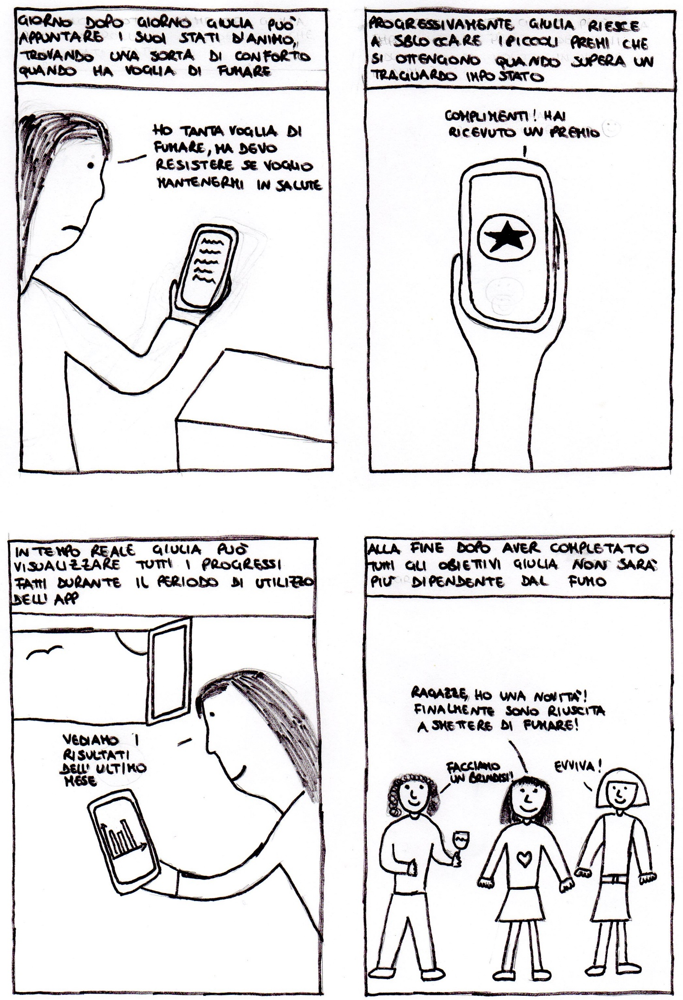 GIORNO DOPO GIORNO GIULIA PUÒ
APPUNTARE I SUOI STATI D'ANIMO,
TROVANDO UNA SORTA DI CONFORTO
QUANDO HA VOGLIA DI FUMARE
HO TANTA VOGLIA DI
FUMARE, MA DEVO
RESISTERE SE VOGLIO
MANTENERMI IN SALUTE
PROGRESSIVAMENTE GIULIA RIESCE
A SBLOCCARE I PICCOLI PREMI CHE
SI OTTENGONO QUANDO SUPERA UN
TRAGUARDO IMPOSTATO
COMPLIMENTI! HAI
RICEVUTO UN PREMIO
IN TEMPO REALE GIULIA PUÒ
VISUALIZZARE TUTTI I PROGRESSI
FATTI DURANTE IL PERIODO DI UTILIZZO
DELL'APP
VEDIAMO I
RISULTATI
DELL'ULTIMO
MESE
ALLA FINE DOPO AVER COMPLETATO
TUTTI GLI OBIETTIVI GIULIA NON SARÀ
PIÙ DIPENDENTE DAL FUMO
RAGAZZE, HO UNA NOVITÀ!
FINALMENTE SONO RIUSCITA
A SMETTERE DI FUMARE!
FACCIAMO
UN BRINDISI!
EVVIVA!